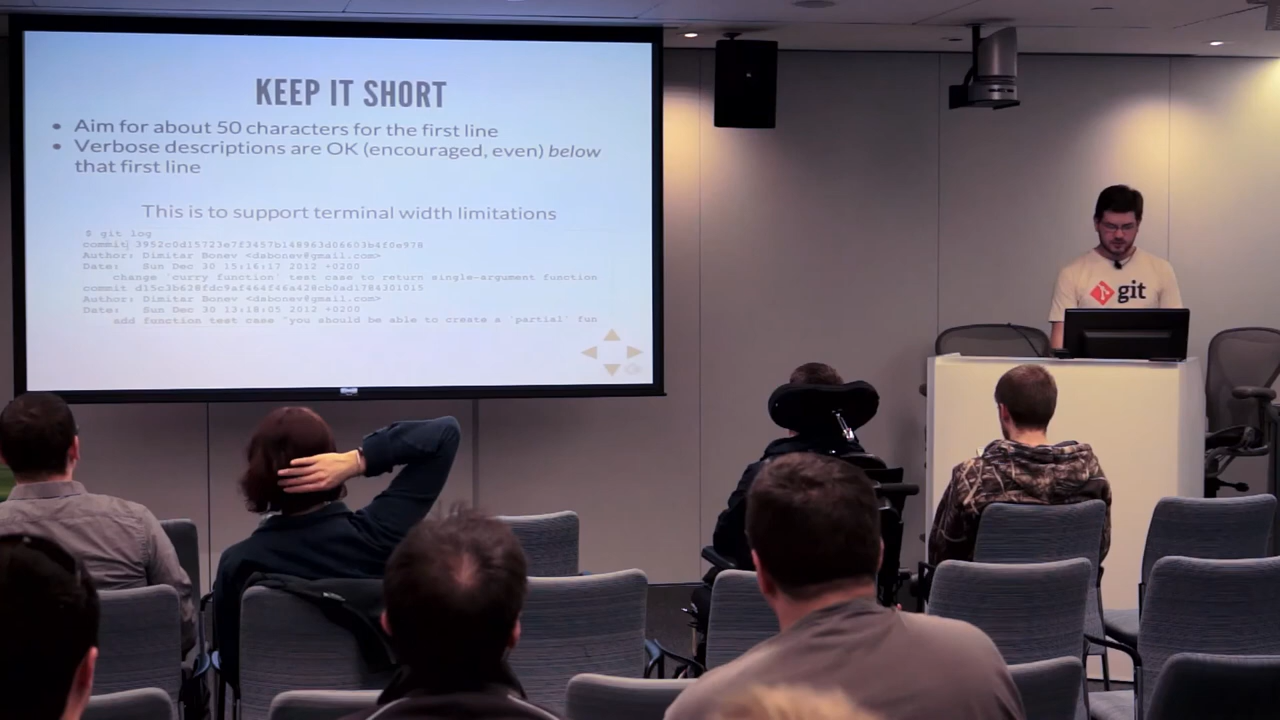 KEEP IT SHORT
• Aim for about 50 characters for the first line
• Verbose descriptions are OK (encouraged, even) below
that first line
This is to support terminal width limitations
$ git log
commit 3952c0d15723e7f3457b148963d06603b4f0e978
Author: Dimitar Bonev <dabonev@gmail.com>
Date: Sun Dec 30 15:16:17 2012 +0200
change 'curry function' test case to return single-argument function
commit d15c3b628fdc9af464f46a428cb0ad1784301015
Author: Dimitar Bonev <dabonev@gmail.com>
Date: Sun Dec 30 13:18:05 2012 +0200
add function test case 'you should be able to create a 'partial' fun
git